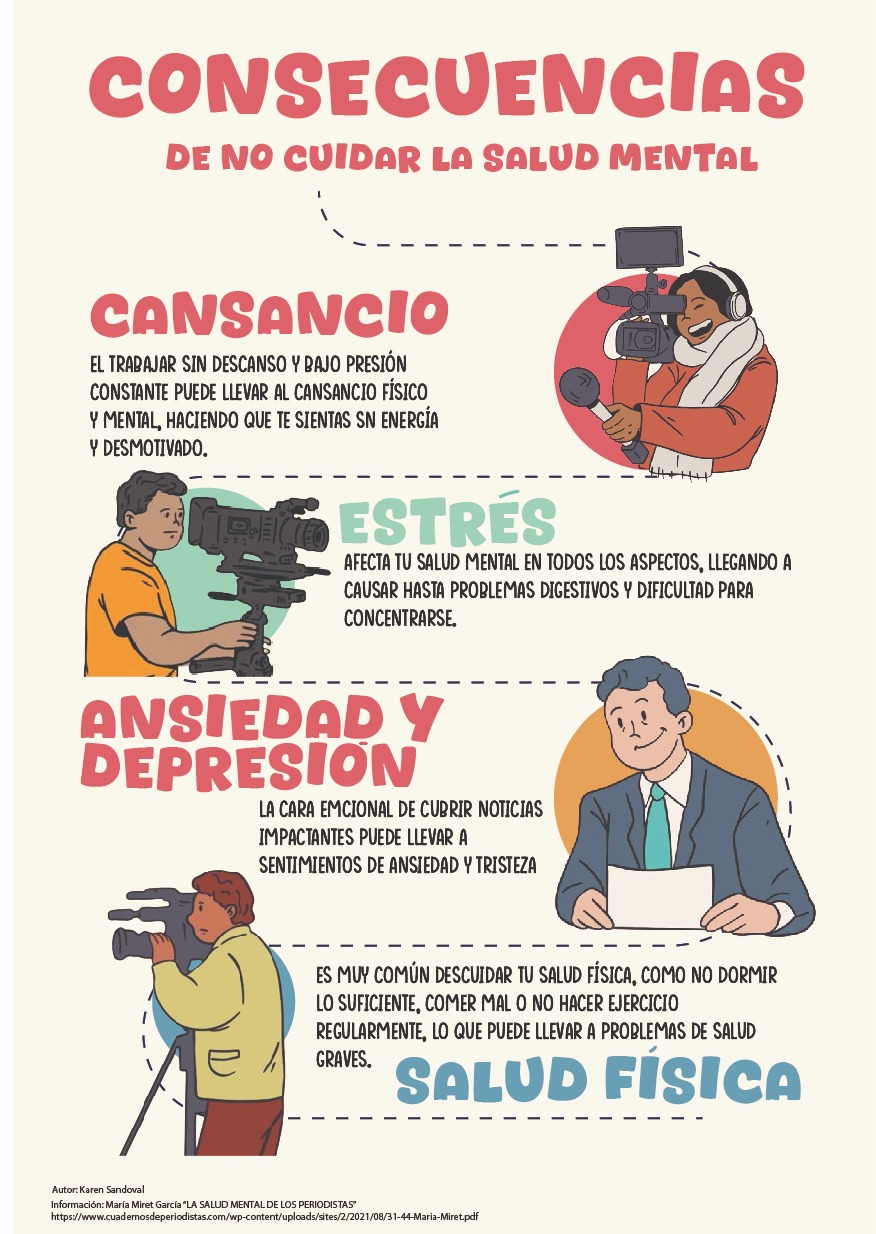 CONSECUENCIAS
DE NO CUIDAR LA SALUD MENTAL
CANSANCIO
EL TRABAJAR SIN DESCANSO Y BAJO PRESIÓN
CONSTANTE PUEDE LLEVAR AL CANSANCIO FÍSICO
Y MENTAL, HACIENDO QUE TE SIENTAS SN ENERGÍA
Y DESMOTIVADO.
ESTRÉS
AFECTA TU SALUD MENTAL EN TODOS LOS ASPECTOS, LLEGANDO A
CAUSAR HASTA PROBLEMAS DIGESTIVOS Y DIFICULTAD PARA
CONCENTRARSE.
ANSIEDAD Y
DEPRESIÓN
LA CARA EMCIONAL DE CUBRIR NOTICIAS
IMPACTANTES PUEDE LLEVAR A
SENTIMIENTOS DE ANSIEDAD Y TRISTEZA
ES MUY COMÚN DESCUIDAR TU SALUD FÍSICA, COMO NO DORMIR
LO SUFICIENTE, COMER MAL O NO HACER EJERCICIO
REGULARMENTE, LO QUE PUEDE LLEVAR A PROBLEMAS DE SALUD
GRAVES.
SALUD FÍSICA
Autor: Karen Sandoval
Información: María Miret García "LA SALUD MENTAL DE LOS PERIODISTAS"
https://www.cuadernosdeperiodistas.com/wp-content/uploads/sites/2/2021/08/31-44-Maria-Miret.pdf